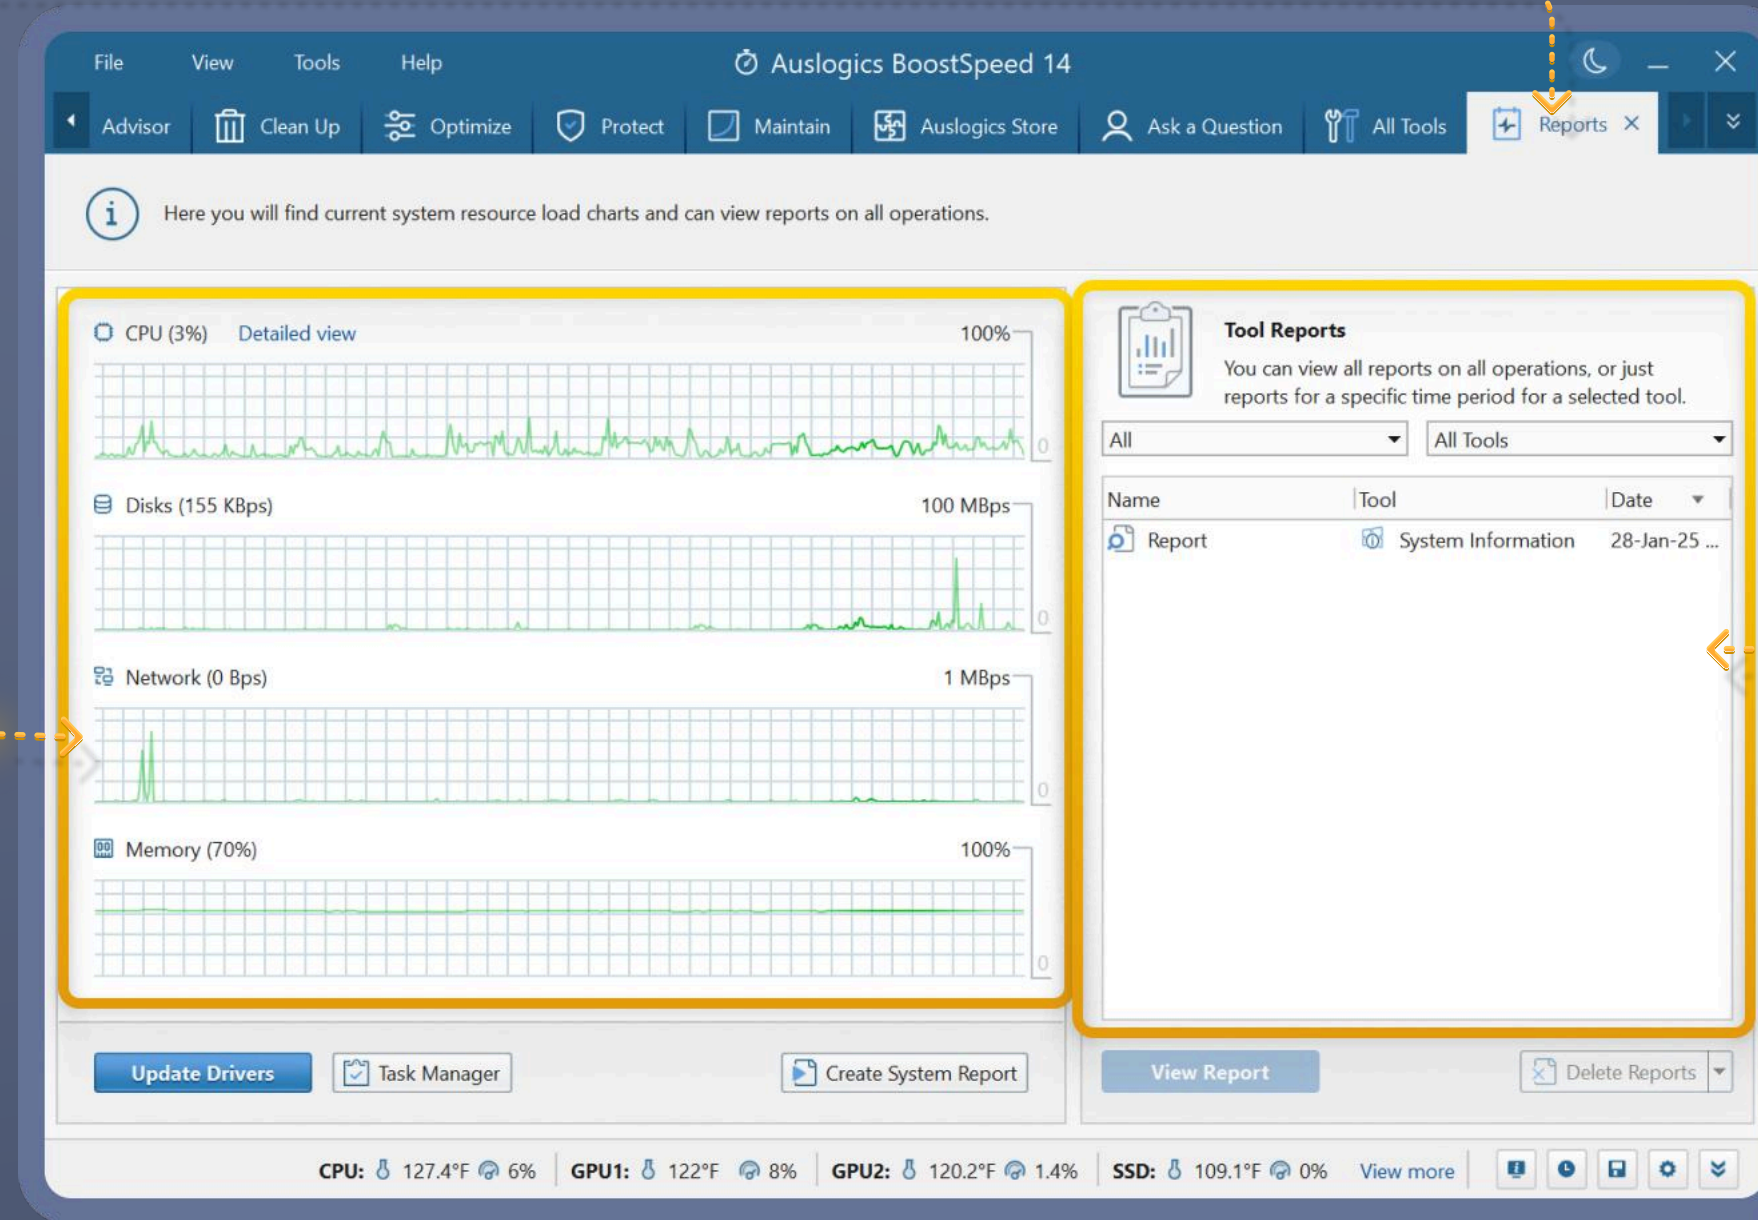 File View Tools Help
Auslogics BoostSpeed 14
Advisor Clean Up Optimize Protect Maintain Auslogics Store Ask a Question All Tools Reports
Here you will find current system resource load charts and can view reports on all operations.
CPU (3%) Detailed view 100%
0
Disks (155 KBps) 100 MBps
0
Network (0 Bps) 1 MBps
0
Memory (70%) 100%
0
Update Drivers Task Manager Create System Report
Tool Reports
You can view all reports on all operations, or just
reports for a specific time period for a selected tool.
All All Tools
Name Tool Date
Report System Information 28-Jan-25 ...
View Report Delete Reports
CPU: 127.4°F 6% GPU1: 122°F 8% GPU2: 120.2°F 1.4% SSD: 109.1°F 0% View more